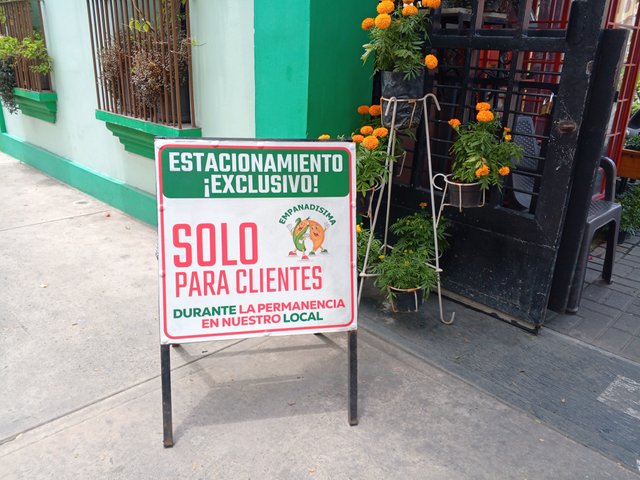 ESTACIONAMIENTO
¡EXCLUSIVO!
EMPANADISIMA
SOLO
PARA CLIENTES
DURANTE LA PERMANENCIA
EN NUESTRO LOCAL